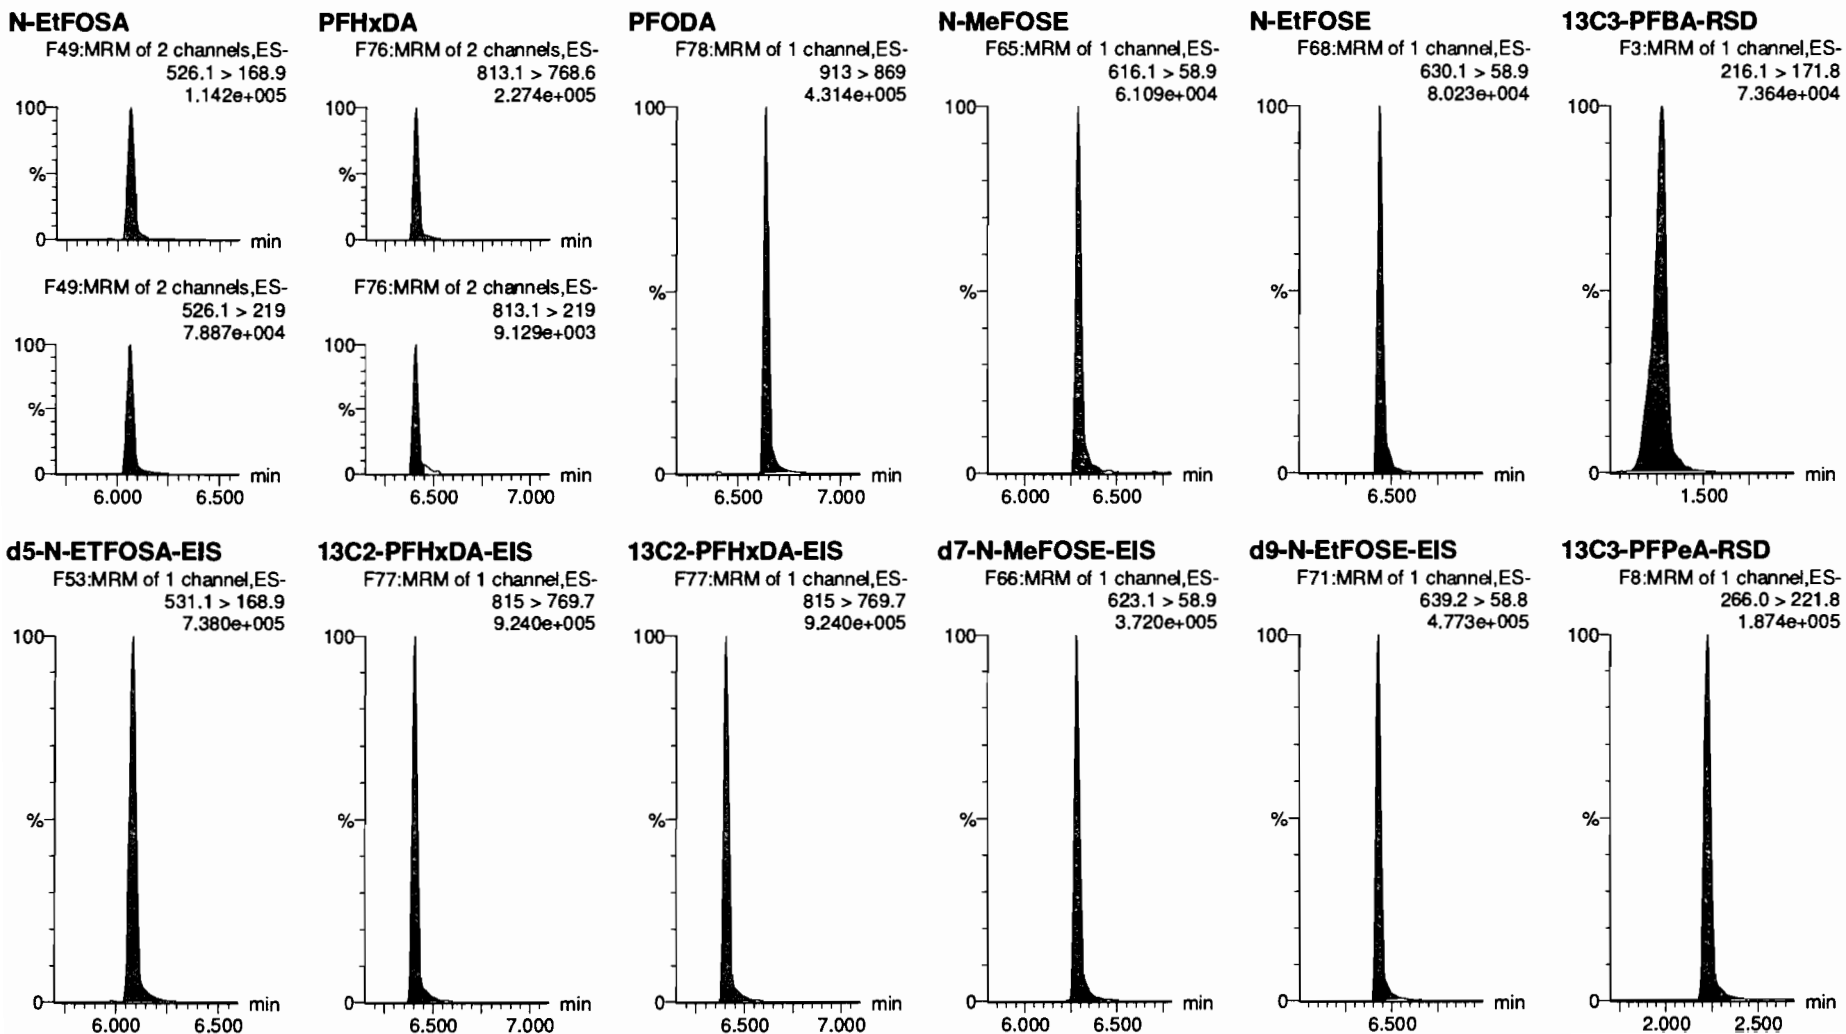 N-EtFOSA
F49:MRM of 2 channels,ES-
526.1 > 168.9
1.142e+005
100
%
0
min
F49:MRM of 2 channels,ES-
526.1 > 219
7.887e+004
100
%
0
min
6.000 6.500
PFHxDA
F76:MRM of 2 channels,ES-
813.1 > 768.6
2.274e+005
100
%
0
min
F76:MRM of 2 channels,ES-
813.1 > 219
9.129e+003
100
%
0
min
6.500 7.000
PFODA
F78:MRM of 1 channel,ES-
913 > 869
4.314e+005
100
%
0
min
6.500 7.000
N-MeFOSE
F65:MRM of 1 channel,ES-
616.1 > 58.9
6.109e+004
100
%
0
min
6.000 6.500
N-EtFOSE
F68:MRM of 1 channel,ES-
630.1 > 58.9
8.023e+004
100
%
0
min
6.500
13C3-PFBA-RSD
F3:MRM of 1 channel,ES-
216.1 > 171.8
7.364e+004
100
%
0
min
1.500
d5-N-ETFOSA-EIS
F53:MRM of 1 channel,ES-
531.1 > 168.9
7.380e+005
100
%
0
min
6.000 6.500
13C2-PFHxDA-EIS
F77:MRM of 1 channel,ES-
815 > 769.7
9.240e+005
100
%
0
min
6.500 7.000
13C2-PFHxDA-EIS
F77:MRM of 1 channel,ES-
815 > 769.7
9.240e+005
100
%
0
min
6.500 7.000
d7-N-MeFOSE-EIS
F66:MRM of 1 channel,ES-
623.1 > 58.9
3.720e+005
100
%
0
min
6.000 6.500
d9-N-EtFOSE-EIS
F71:MRM of 1 channel,ES-
639.2 > 58.8
4.773e+005
100
%
0
min
6.500
13C3-PFPeA-RSD
F8:MRM of 1 channel,ES-
266.0 > 221.8
1.874e+005
100
%
0
min
2.000 2.500